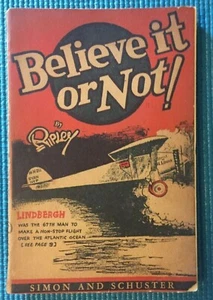 Believe it
or Not!
BY
Ripley
LINDBERGH
WAS THE 67TH MAN TO
MAKE A NON-STOP FLIGHT
OVER THE ATLANTIC OCEAN
(SEE PAGE 9)
SIMON AND SCHUSTER